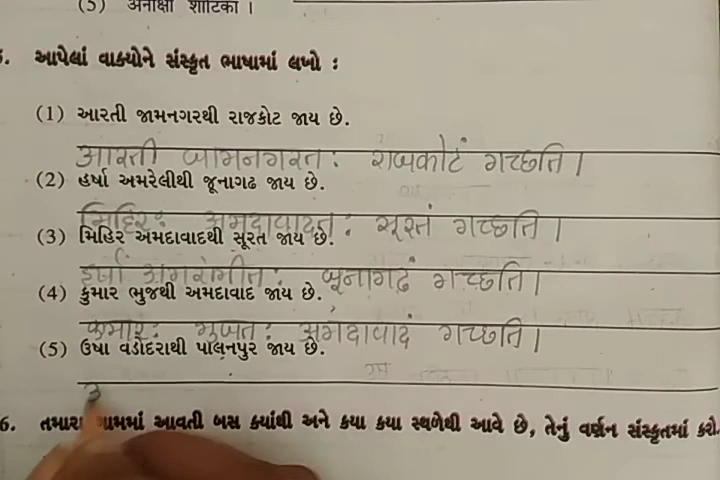 (5) अनीक्षा शाटिका ।
5. આપેલાં વાક્યોને સંસ્કૃત ભાષામાં લખો :
(1) આરતી જામનગરથી રાજકોટ જાય છે.
आरती जामनगरतः राजकोटं गच्छति ।
(2) હર્ષા અમરેલીથી જૂનાગઢ જાય છે.
मिहिरः अमदावादतः सूरतं गच्छति ।
(3) મિહિર અમદાવાદથી સૂરત જાય છે.
हर्षा जूनागढं गच्छति ।
(4) કુમાર ભુજથી અમદાવાદ જાય છે.
कुमारः भुजतः अमदावादं गच्छति ।
(5) ઉષા વડોદરાથી પાલનપુર જાય છે.
6. તમારા ગામમાં આવતી બસ ક્યાંથી અને કયા કયા સ્થળેથી આવે છે, તેનું વર્ણન સંસ્કૃતમાં કરો.